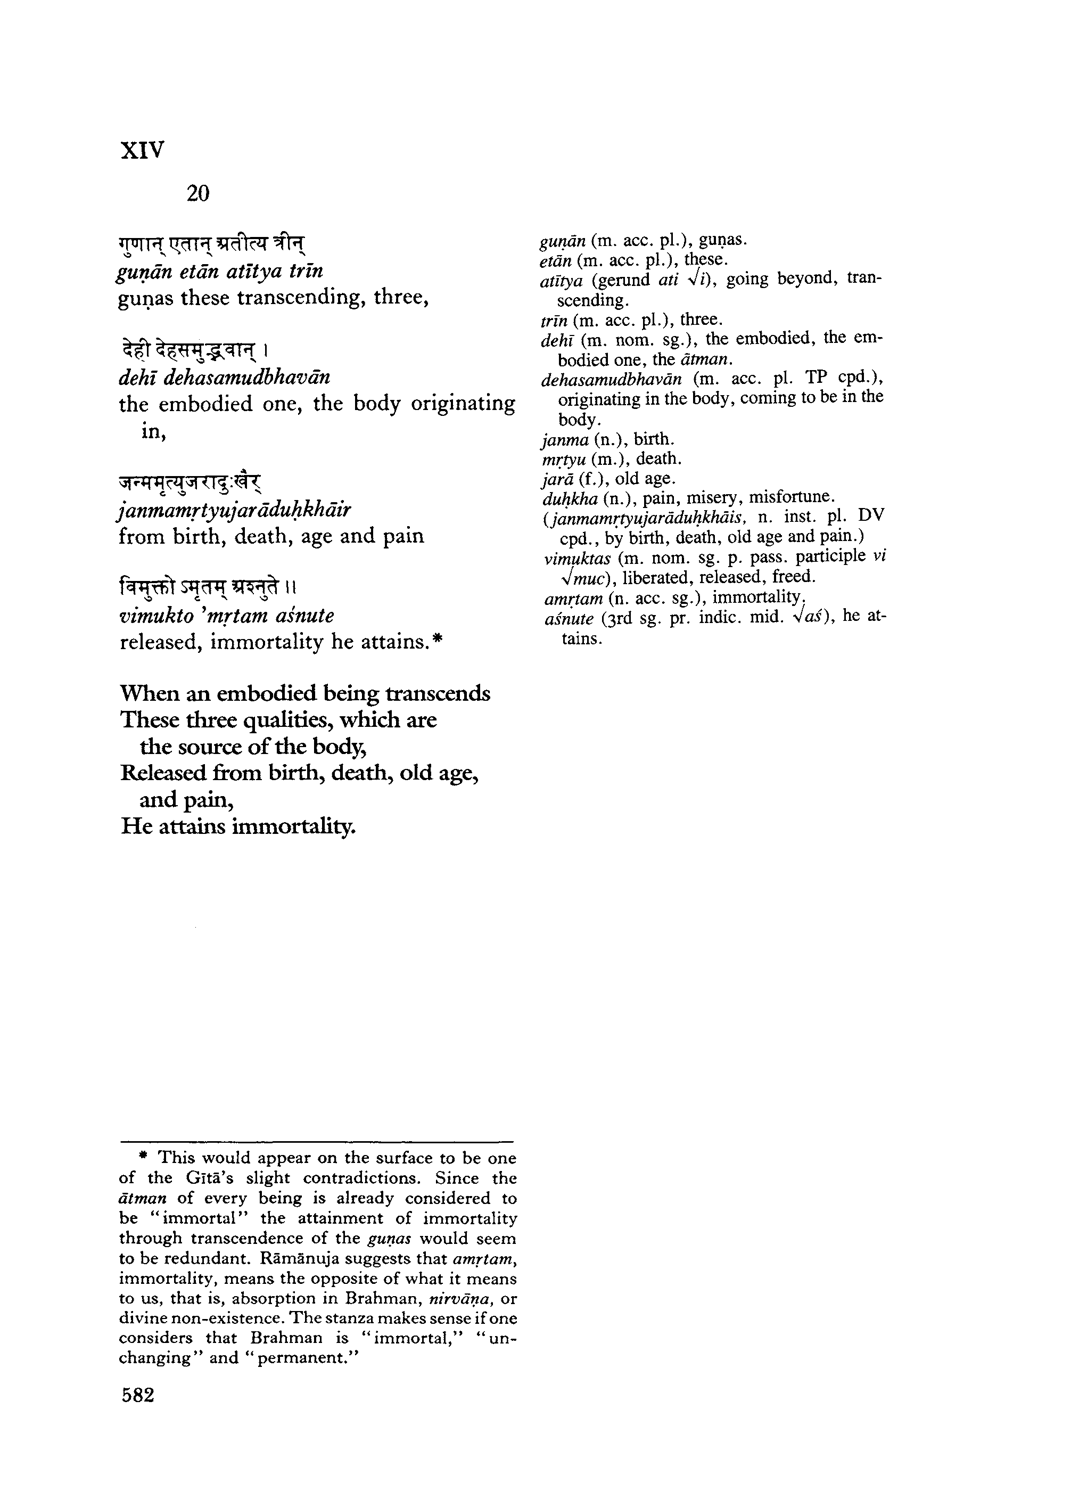 XIV
20
गुणान् एतान् अतीत्य त्रीन्
guṇān etān atītya trīn
guṇas these transcending, three,
देही देहसमुद्भवान् ।
dehī dehasamudbhavān
the embodied one, the body originating
in,
जन्ममृत्युजरादुःखैर्
janmamṛtyujarāduḥkhāir
from birth, death, age and pain
विमुक्तो ऽमृतम् अश्नुते ॥
vimukto ’mṛtam aśnute
released, immortality he attains.*
When an embodied being transcends
These three qualities, which are
the source of the body,
Released from birth, death, old age,
and pain,
He attains immortality.
guṇān (m. acc. pl.), guṇas.
etān (m. acc. pl.), these.
atītya (gerund ati √i), going beyond, tran-
scending.
trīn (m. acc. pl.), three.
dehī (m. nom. sg.), the embodied, the em-
bodied one, the ātman.
dehasamudbhavān (m. acc. pl. TP cpd.),
originating in the body, coming to be in the
body.
janma (n.), birth.
mṛtyu (m.), death.
jarā (f.), old age.
duḥkha (n.), pain, misery, misfortune.
(janmamṛtyujarāduḥkhāis, n. inst. pl. DV
cpd., by birth, death, old age and pain.)
vimuktas (m. nom. sg. p. pass. participle vi
√muc), liberated, released, freed.
amṛtam (n. acc. sg.), immortality.
aśnute (3rd sg. pr. indic. mid. √aś), he at-
tains.
* This would appear on the surface to be one
of the Gītā’s slight contradictions. Since the
ātman of every being is already considered to
be “immortal” the attainment of immortality
through transcendence of the guṇas would seem
to be redundant. Rāmānuja suggests that amṛtam,
immortality, means the opposite of what it means
to us, that is, absorption in Brahman, nirvāṇa, or
divine non-existence. The stanza makes sense if one
considers that Brahman is “immortal,” “un-
changing” and “permanent.”
582